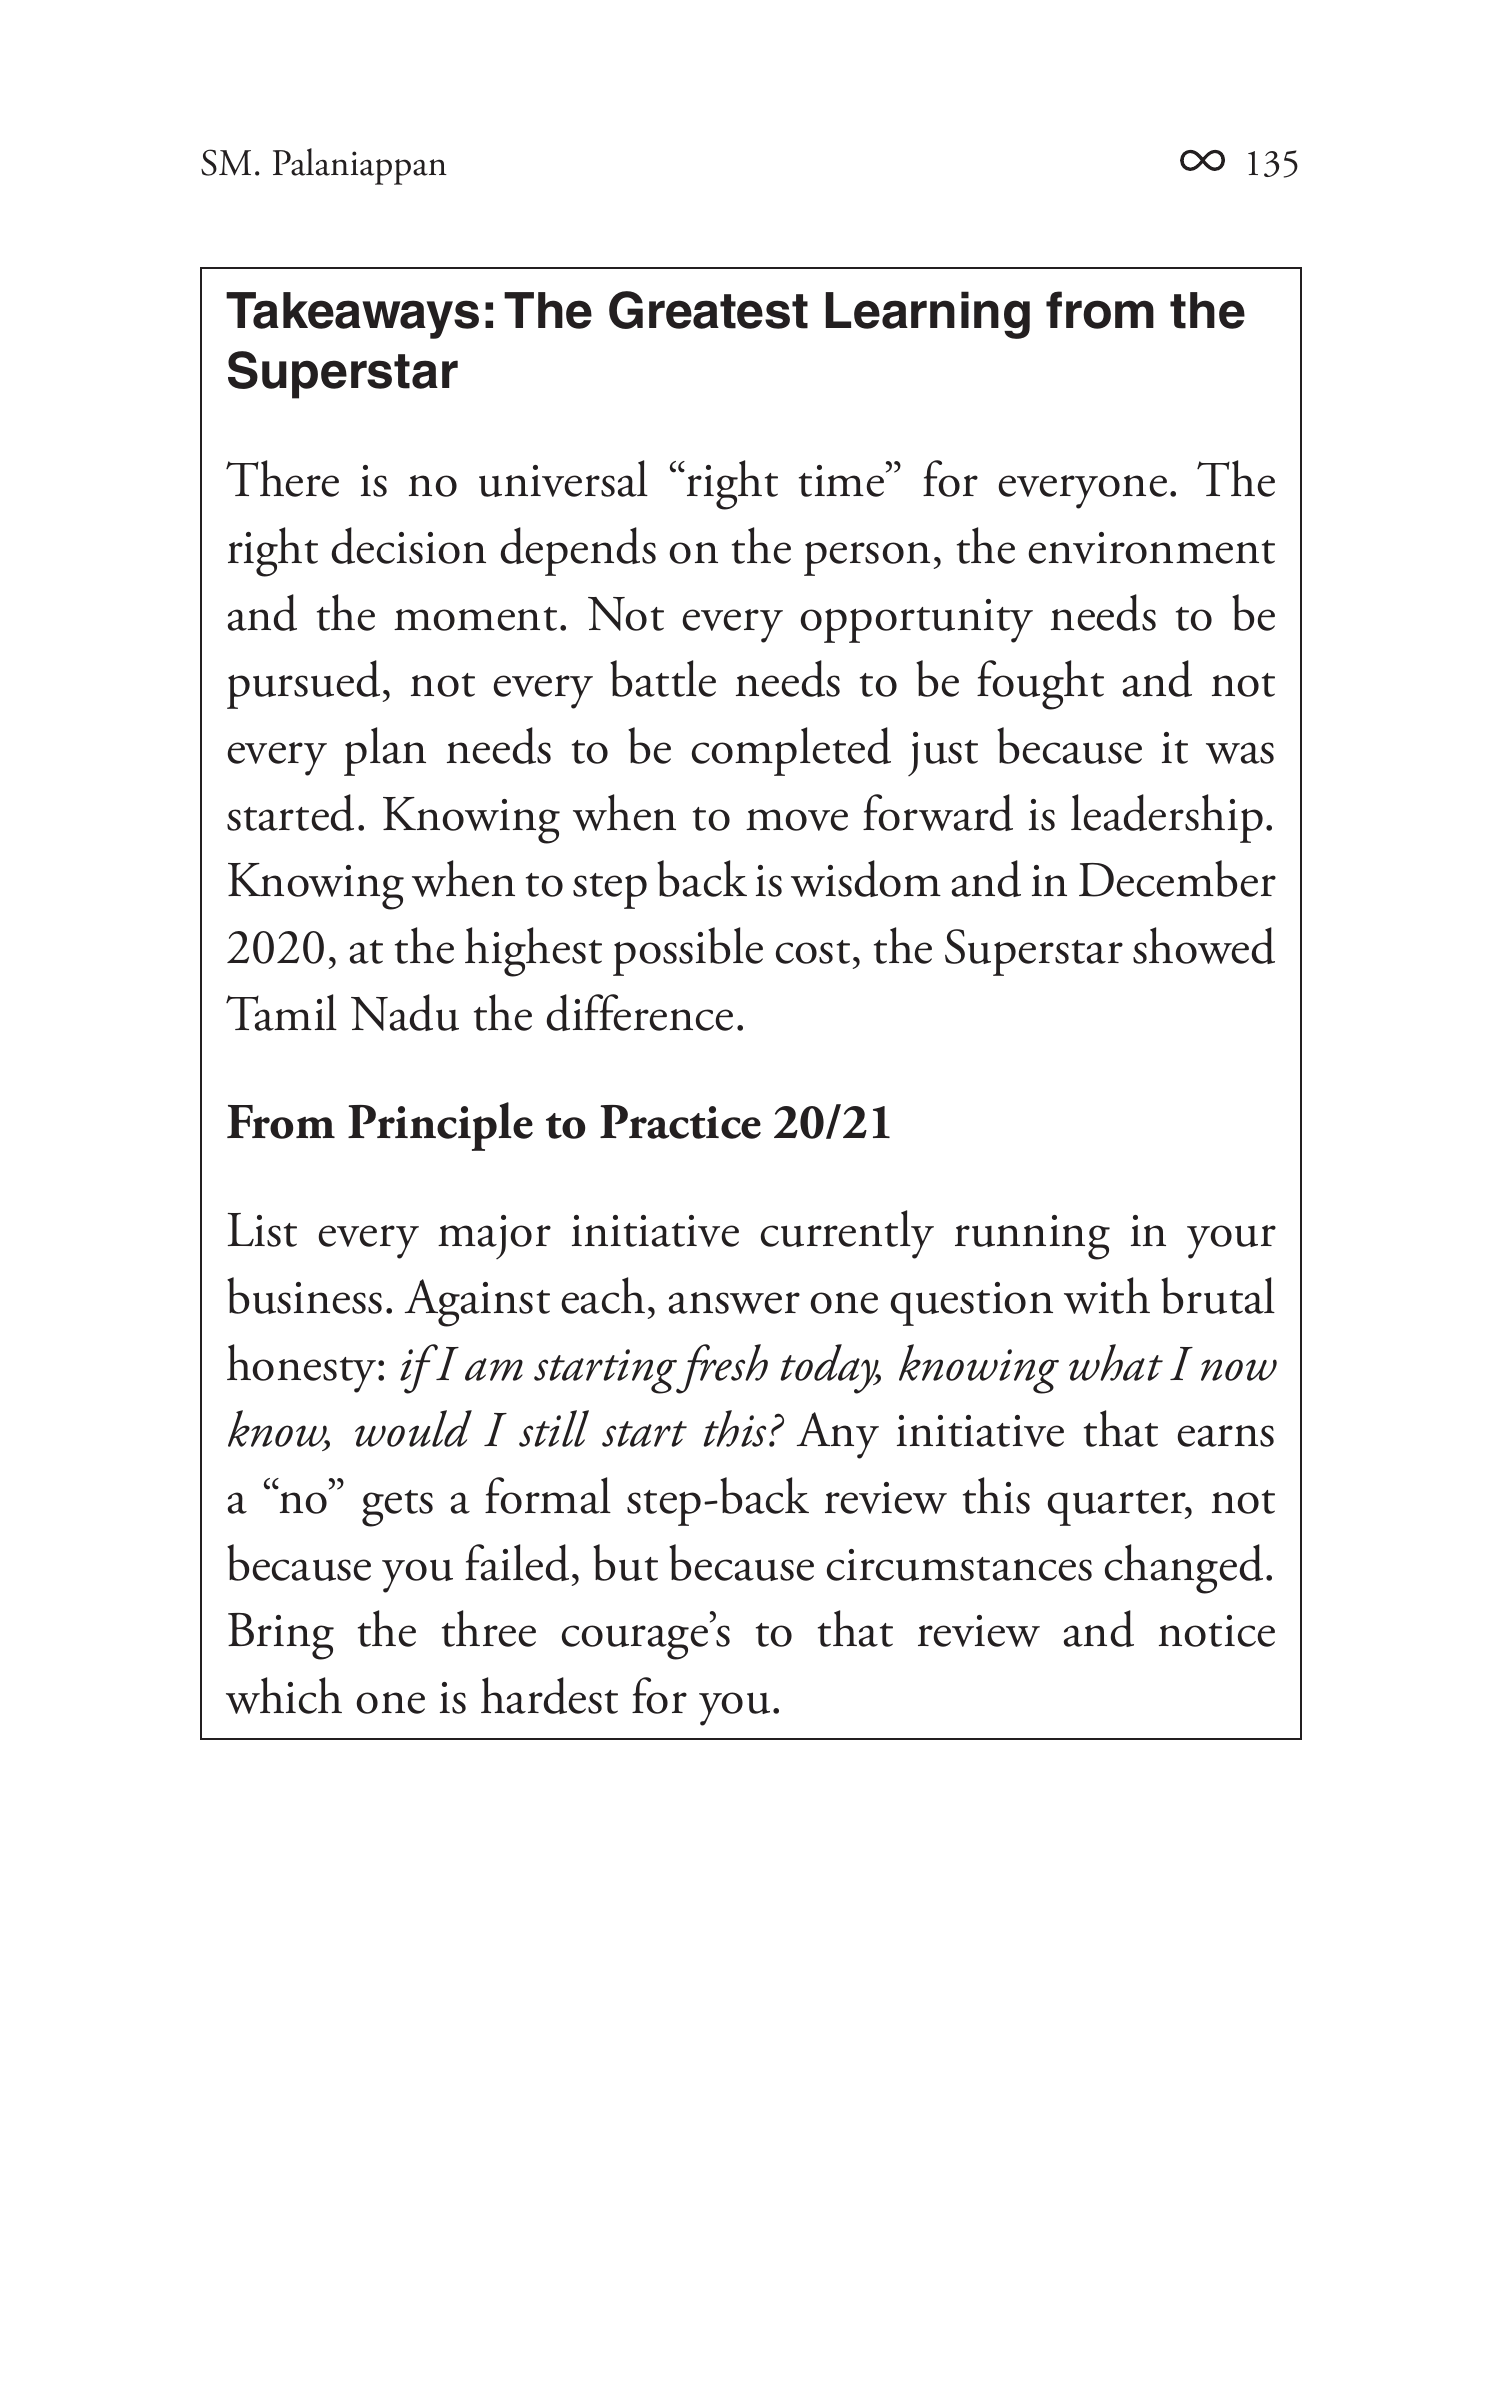 SM. Palaniappan ∞ 135
Takeaways: The Greatest Learning from the
Superstar
There is no universal “right time” for everyone. The
right decision depends on the person, the environment
and the moment. Not every opportunity needs to be
pursued, not every battle needs to be fought and not
every plan needs to be completed just because it was
started. Knowing when to move forward is leadership.
Knowing when to step back is wisdom and in December
2020, at the highest possible cost, the Superstar showed
Tamil Nadu the difference.
From Principle to Practice 20/21
List every major initiative currently running in your
business. Against each, answer one question with brutal
honesty: if I am starting fresh today, knowing what I now
know, would I still start this? Any initiative that earns
a “no” gets a formal step-back review this quarter, not
because you failed, but because circumstances changed.
Bring the three courage’s to that review and notice
which one is hardest for you.